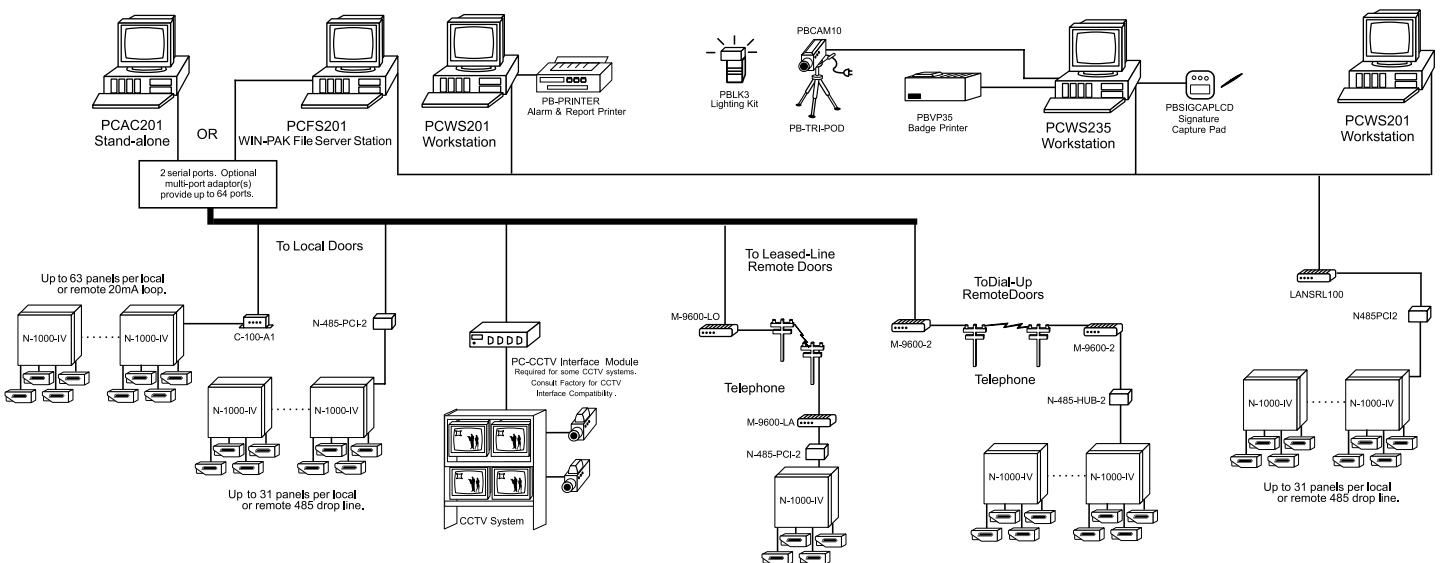 PCAC201
Stand-alone
OR
PCFS201
WIN-PAK File Server Station
PCWS201
Workstation
PB-PRINTER
Alarm & Report Printer
PBLK3
Lighting Kit
PBCAM10
PB-TRI-POD
PBVP35
Badge Printer
PCWS235
Workstation
PBSIGCAPLCD
Signature
Capture Pad
PCWS201
Workstation
2 serial ports. Optional
multi-port adaptor(s)
provide up to 64 ports.
To Local Doors
To Leased-Line
Remote Doors
ToDial-Up
RemoteDoors
Up to 63 panels per local
or remote 20mA loop.
N-1000-IV
N-1000-IV
C-100-A1
N-485-PCI-2
N-1000-IV
N-1000-IV
Up to 31 panels per local
or remote 485 drop line.
PC-CCTV Interface Module
Required for some CCTV systems.
Consult Factory for CCTV
Interface Compatibility.
CCTV System
M-9600-LO
Telephone
M-9600-LA
N-485-PCI-2
N-1000-IV
M-9600-2
M-9600-2
Telephone
N-485-HUB-2
N-1000-IV
N-1000-IV
LANSRL100
N485PCI2
N-1000-IV
N-1000-IV
Up to 31 panels per local
or remote 485 drop line.